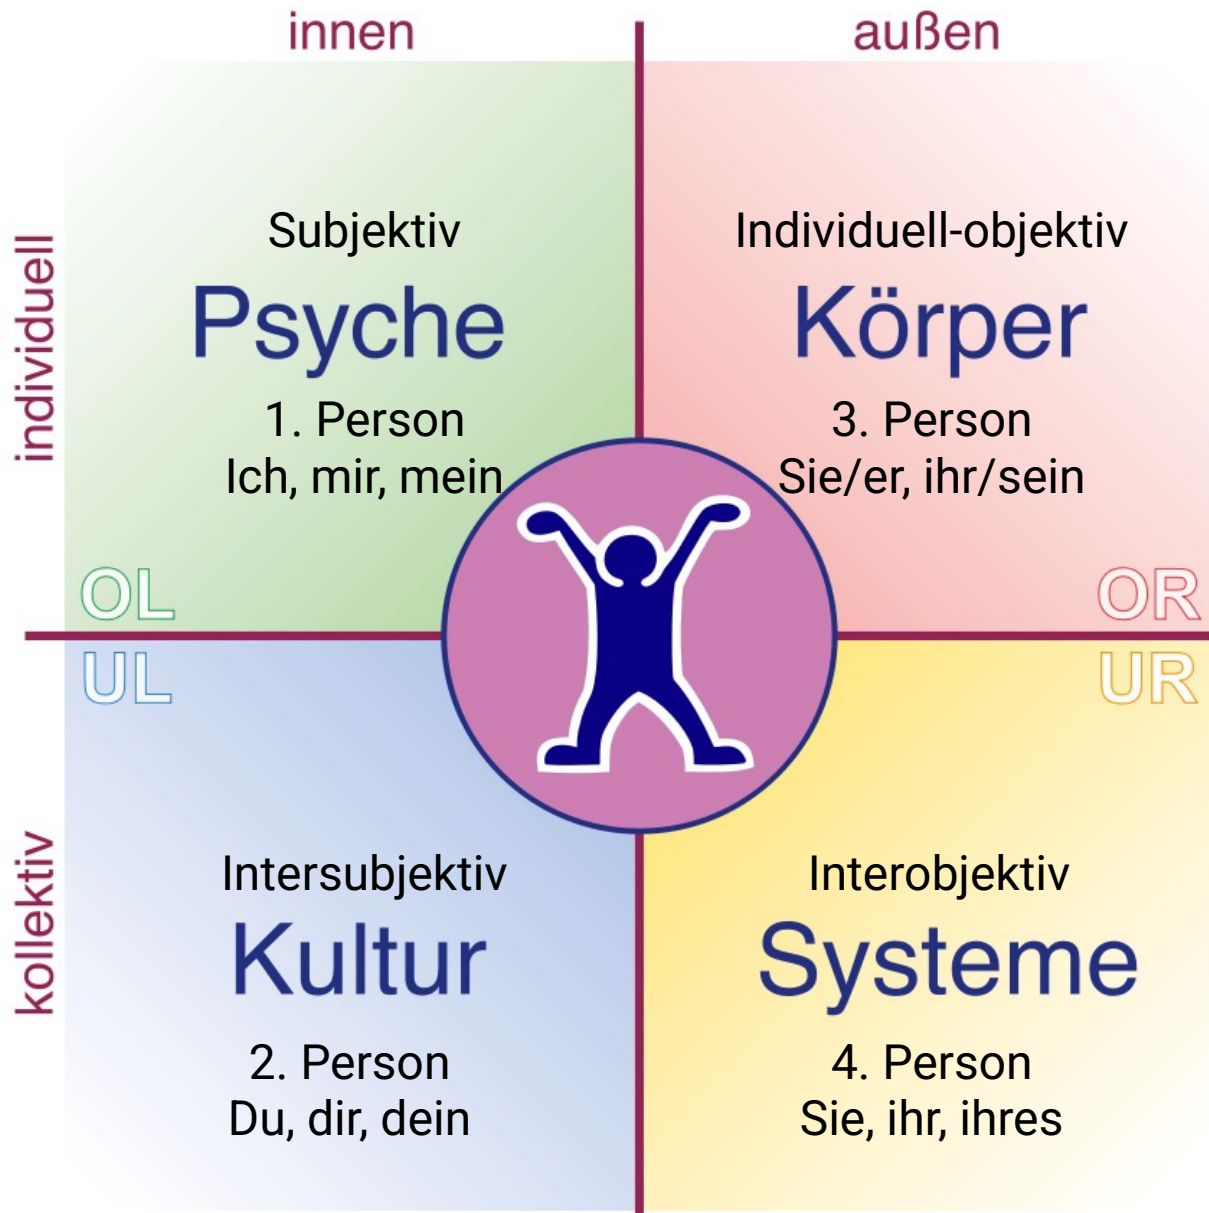 innen
außen
individuell
Subjektiv
Psyche
1. Person
Ich, mir, mein
OL
Individuell-objektiv
Körper
3. Person
Sie/er, ihr/sein
OR
kollektiv
UL
Intersubjektiv
Kultur
2. Person
Du, dir, dein
UR
Interobjektiv
Systeme
4. Person
Sie, ihr, ihres